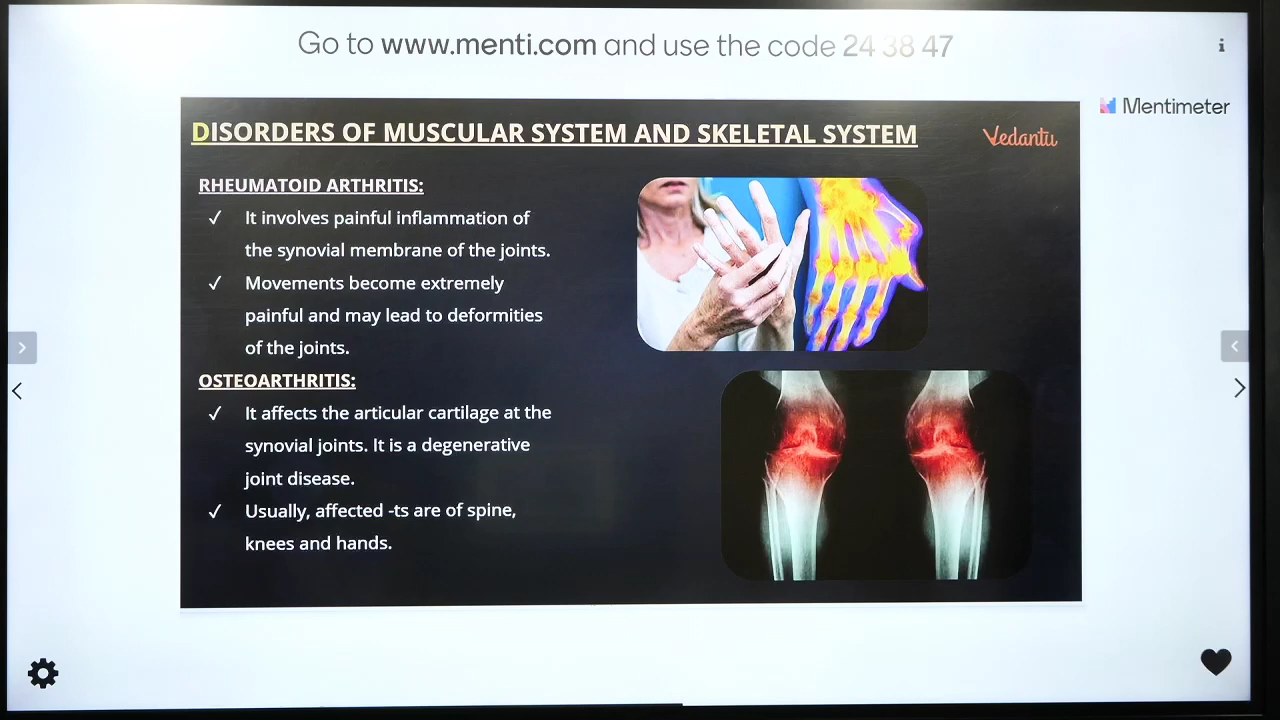 Go to www.menti.com and use the code 24 38 47
i
Mentimeter
DISORDERS OF MUSCULAR SYSTEM AND SKELETAL SYSTEM
Vedantu
RHEUMATOID ARTHRITIS:
✓ It involves painful inflammation of
the synovial membrane of the joints.
✓ Movements become extremely
painful and may lead to deformities
of the joints.
OSTEOARTHRITIS:
✓ It affects the articular cartilage at the
synovial joints. It is a degenerative
joint disease.
✓ Usually, affected -ts are of spine,
knees and hands.